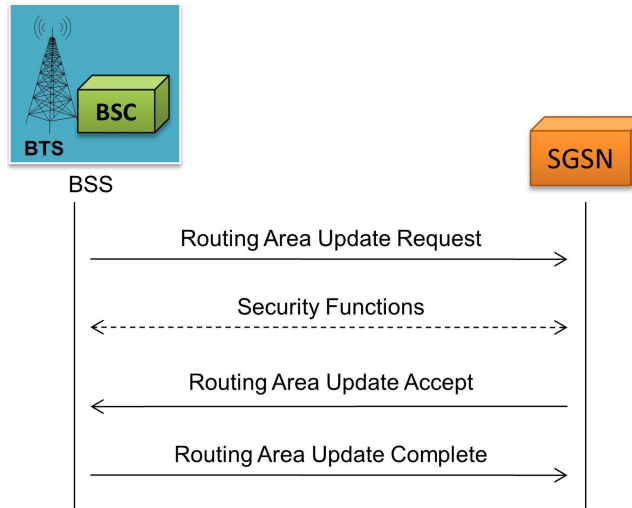 BSC
BTS
BSS
SGSN
Routing Area Update Request
Security Functions
Routing Area Update Accept
Routing Area Update Complete